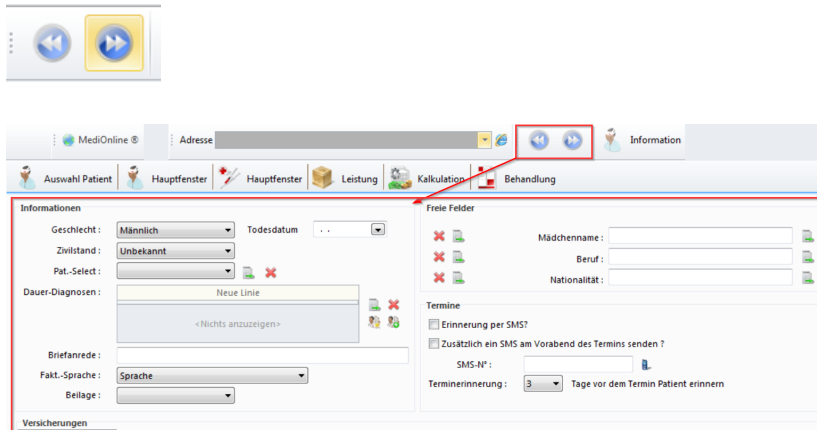 MediOnline ® Adresse Information
Auswahl Patient Hauptfenster Hauptfenster Leistung Kalkulation Behandlung
Informationen
Geschlecht : Männlich Todesdatum . .
Zivilstand : Unbekannt
Pat.-Select :
Dauer-Diagnosen : Neue Linie
<Nichts anzuzeigen>
Briefanrede :
Fakt.-Sprache : Sprache
Beilage :
Freie Felder
Mädchenname :
Beruf :
Nationalität :
Termine
Erinnerung per SMS?
Zusätzlich ein SMS am Vorabend des Termins senden ?
SMS-N° :
Terminerinnerung : 3 Tage vor dem Termin Patient erinnern
Versicherungen